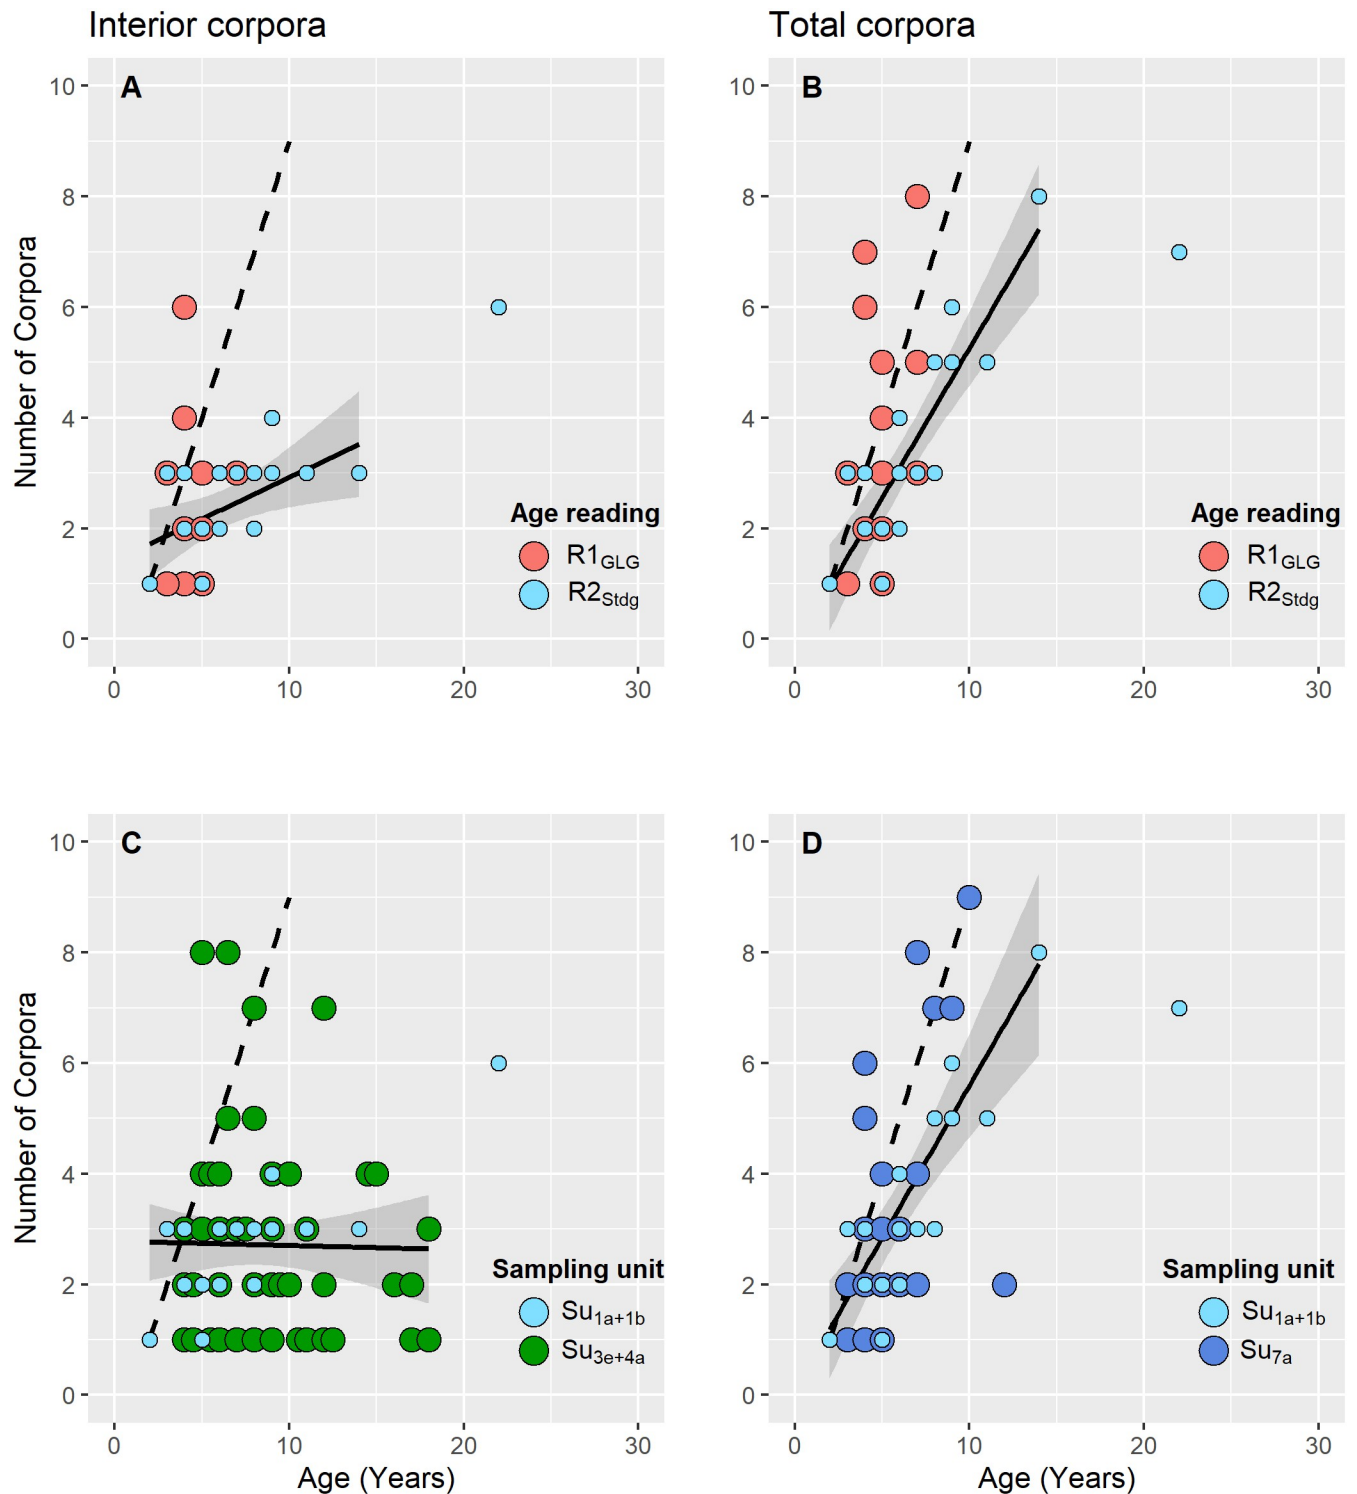 Interior corpora
Total corpora
A
B
10
8
6
4
2
0
Number of Corpora
Age reading
R1GLG
R2Stdg
0 10 20 30
10
8
6
4
2
0
Age reading
R1GLG
R2Stdg
0 10 20 30
C
D
10
8
6
4
2
0
Number of Corpora
Sampling unit
Su1a+1b
Su3e+4a
0 10 20 30
Age (Years)
10
8
6
4
2
0
Sampling unit
Su1a+1b
Su7a
0 10 20 30
Age (Years)